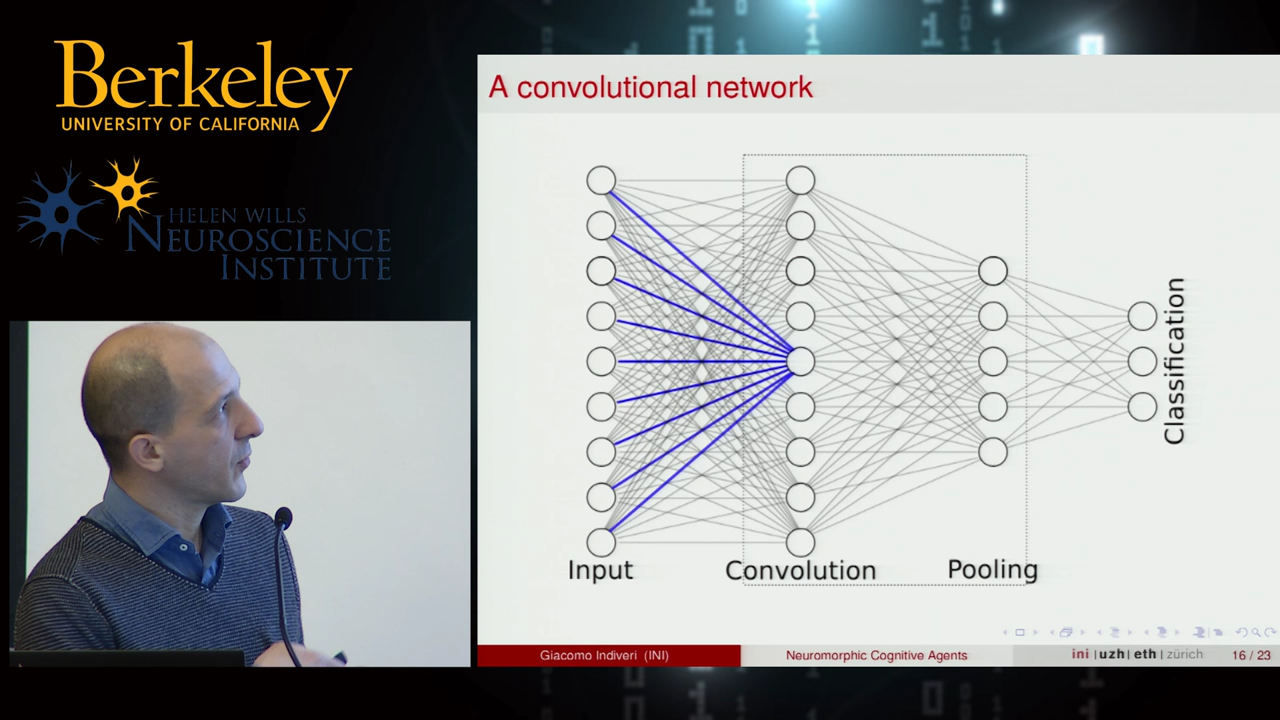 Berkeley
UNIVERSITY OF CALIFORNIA
HELEN WILLS
NEUROSCIENCE
INSTITUTE
A convolutional network
Classification
Input
Convolution
Pooling
Giacomo Indiveri (INI)
Neuromorphic Cognitive Agents
ini | uzh | eth | zürich
16 / 23